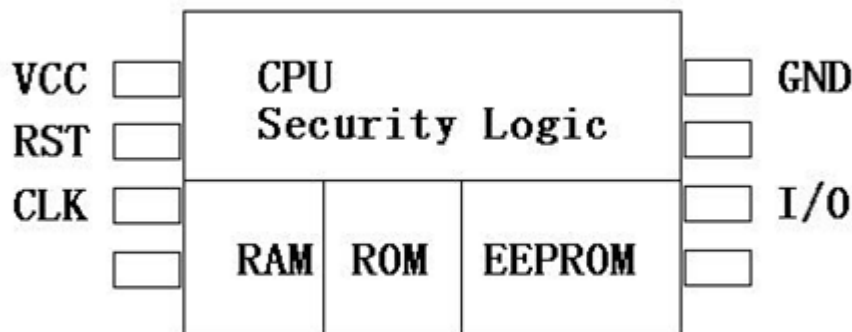 VCC
CPU
GND
Security Logic
RST
CLK
I/O
RAM
ROM
EEPROM